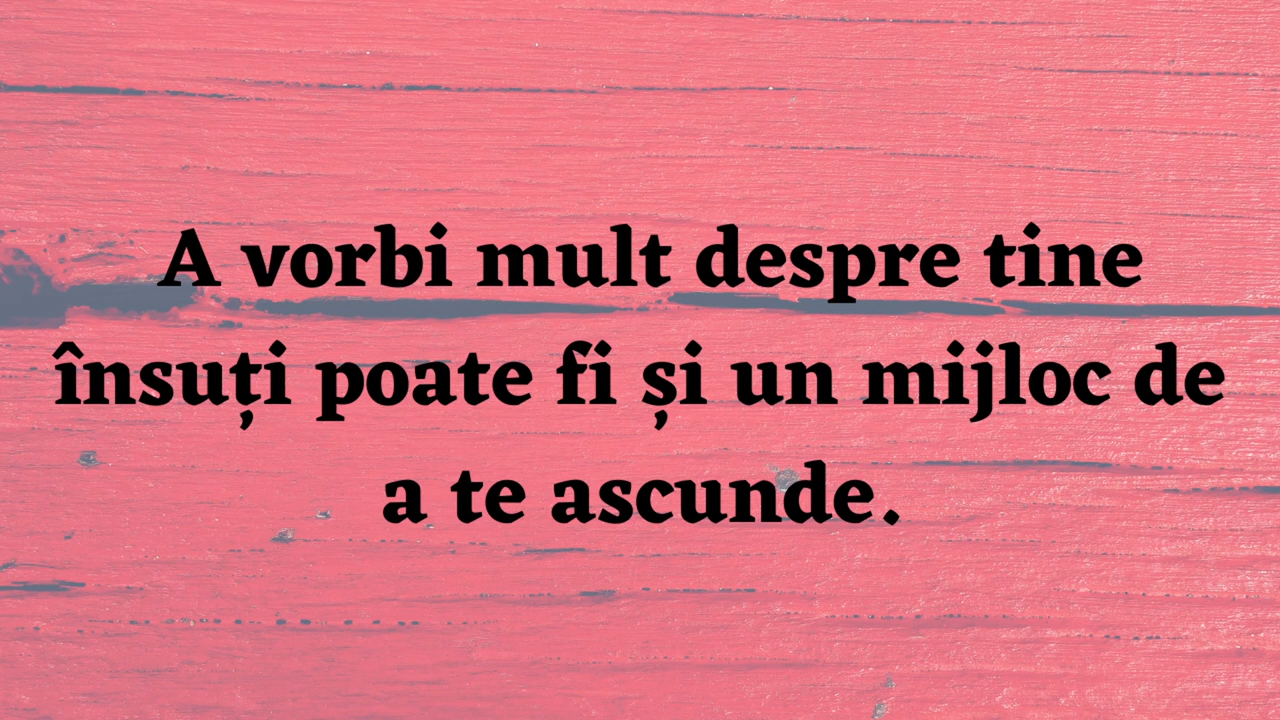 A vorbi mult despre tine
însuți poate fi și un mijloc de
a te ascunde.